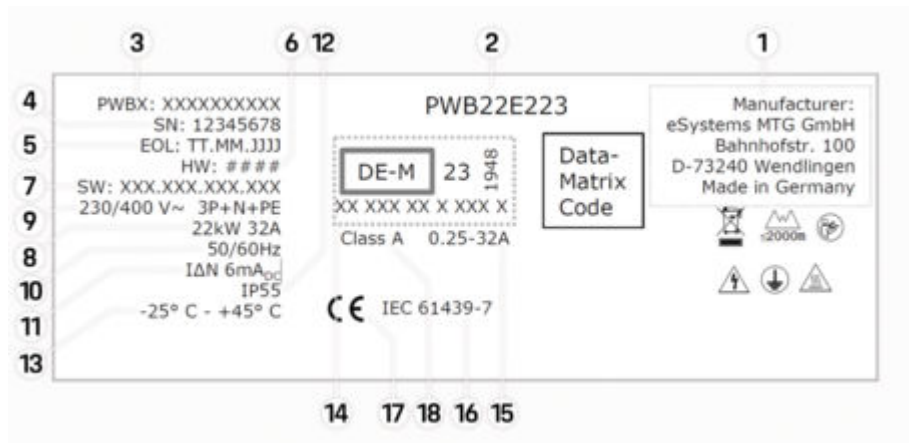 3 6 12 2 1
4 PWBX: XXXXXXXXXX
SN: 12345678
5 EOL: TT.MM.JJJJ
HW: ####
7 SW: XXX.XXX.XXX.XXX
9 230/400 V~ 3P+N+PE
22kW 32A
8 50/60Hz
10 IΔN 6mADC
IP55
11 -25° C - +45° C
13
PWB22E223
DE-M 23 1948
XX XXX XX X XXX X
Class A 0.25-32A
CE IEC 61439-7
Data-
Matrix
Code
Manufacturer:
eSystems MTG GmbH
Bahnhofstr. 100
D-73240 Wendlingen
Made in Germany
≤2000m
14 17 18 16 15